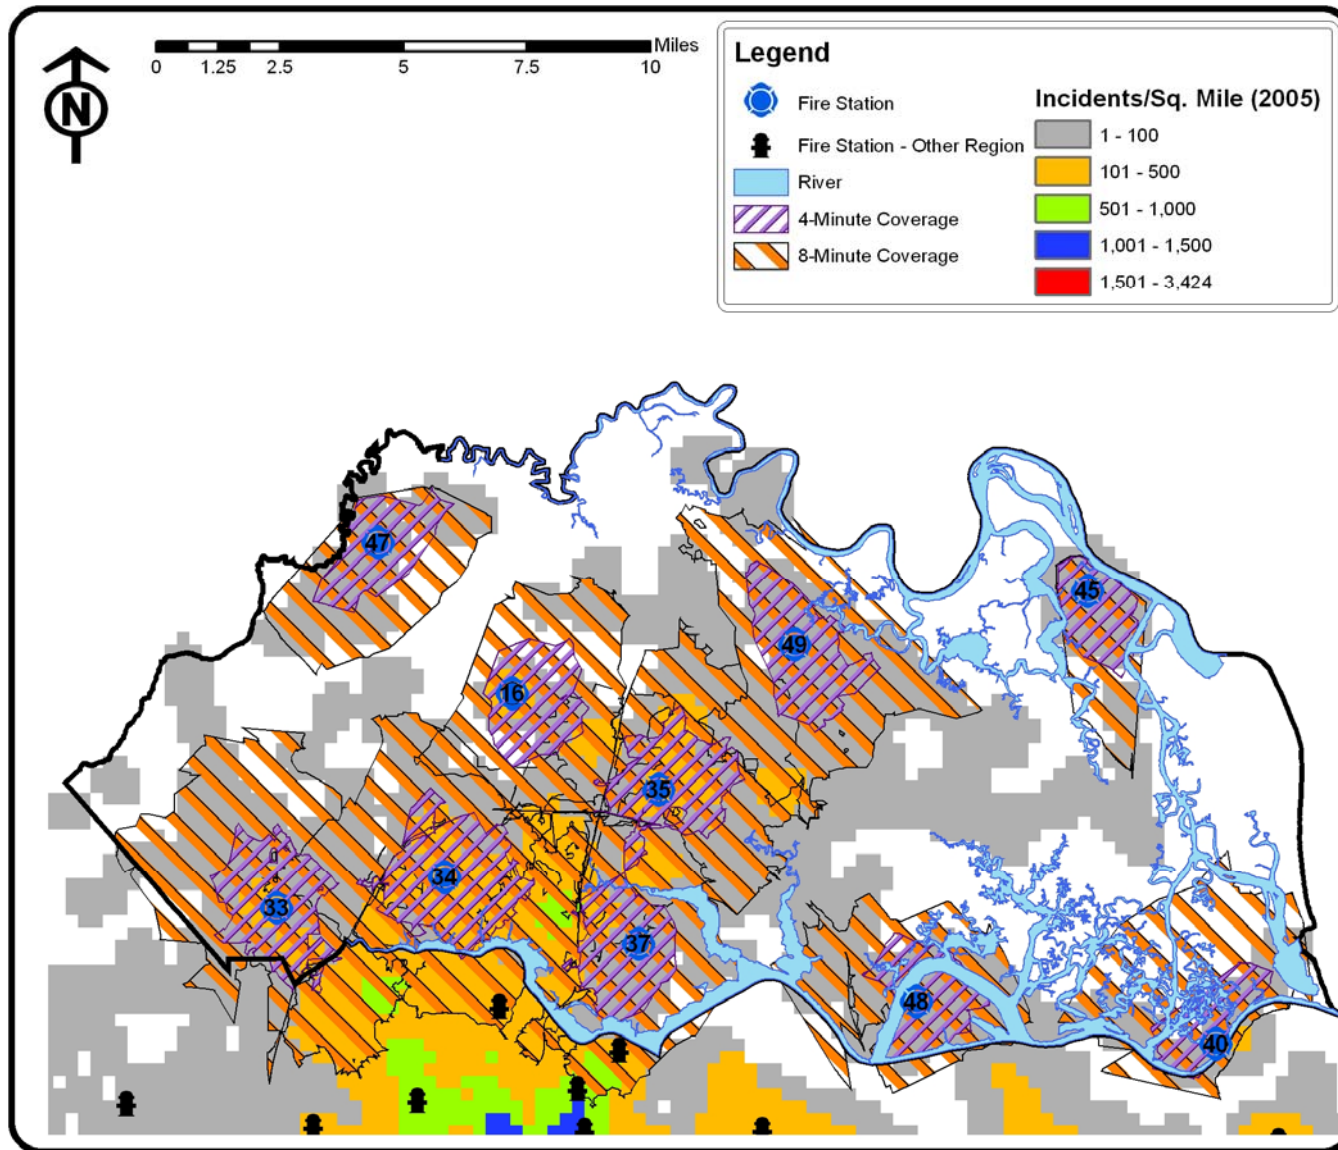 N
Miles
0 1.25 2.5 5 7.5 10
Legend
Fire Station
Fire Station - Other Region
River
4-Minute Coverage
8-Minute Coverage
Incidents/Sq. Mile (2005)
1 - 100
101 - 500
501 - 1,000
1,001 - 1,500
1,501 - 3,424
47
45
49
16
35
34
33
37
48
40